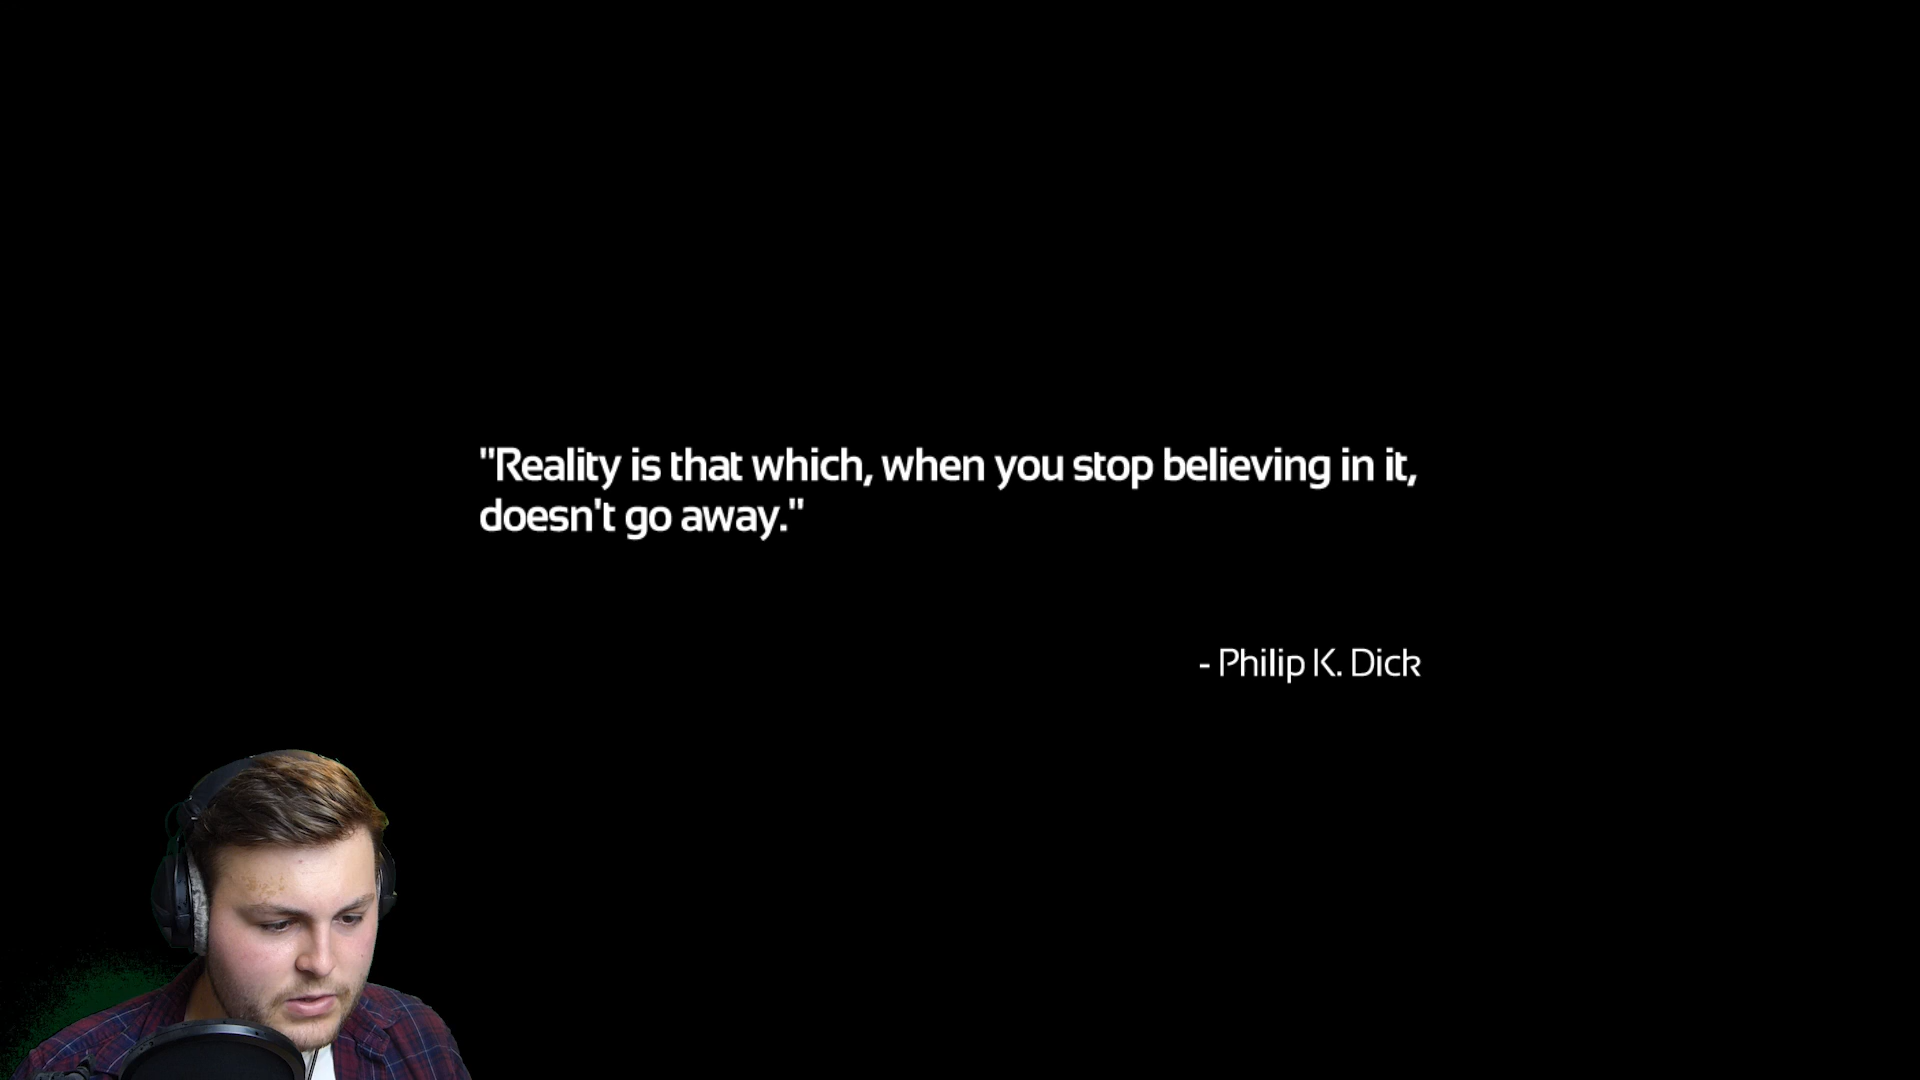 "Reality is that which, when you stop believing in it,
doesn't go away."
- Philip K. Dick